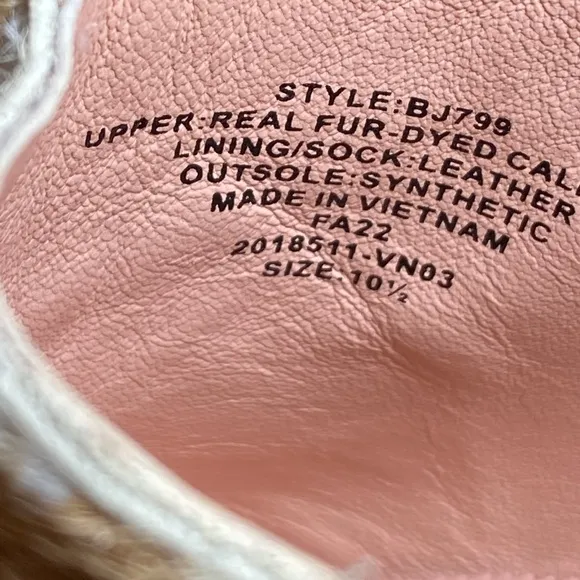 STYLE:BJ799
UPPER:REAL FUR-DYED CAL
LINING/SOCK:LEATHER
OUTSOLE:SYNTHETIC
MADE IN VIETNAM
FA22
2018511-VN03
SIZE-10½